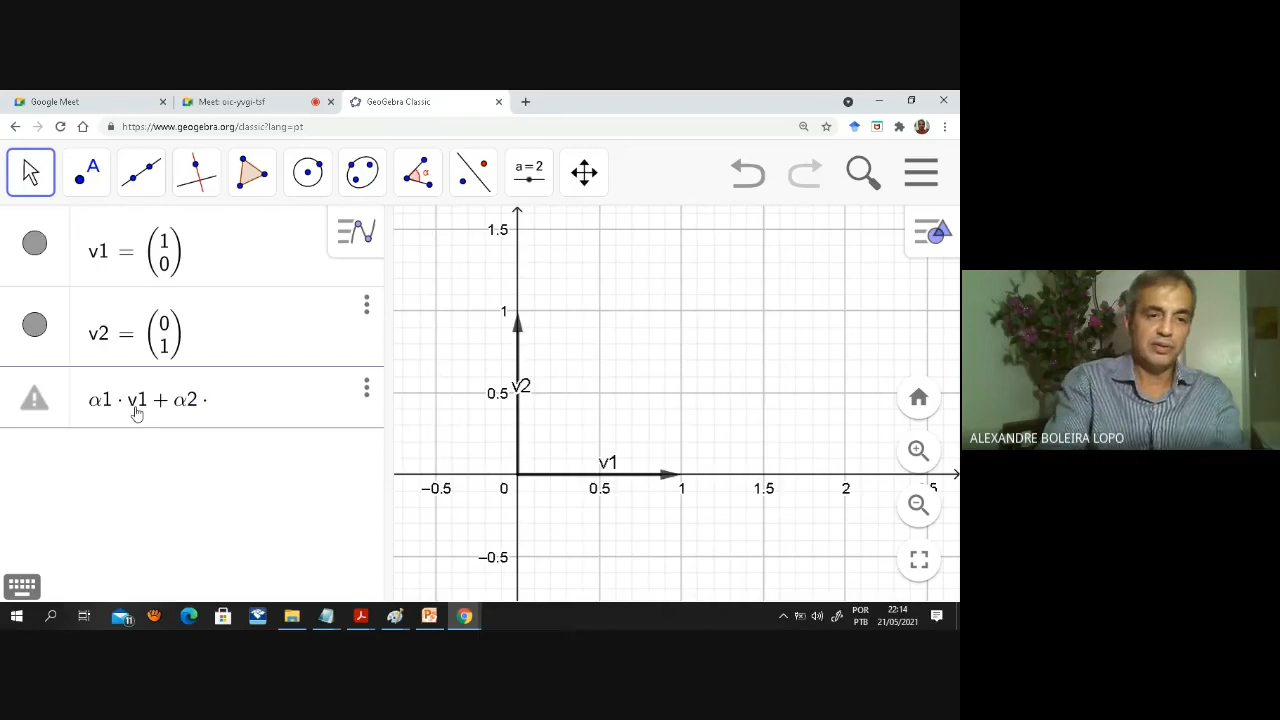 Google Meet
Meet: oic-yvgi-tsf
GeoGebra Classic
https://www.geogebra.org/classic?lang=pt
A
α
a=2
v1 = (1 0)
v2 = (0 1)
α1 · v1 + α2 ·
1.5
1
0.5
v2
v1
−0.5 0 0.5 1 1.5 2
−0.5
ALEXANDRE BOLEIRA LOPO
11
POR
PTB
22:14
21/05/2021